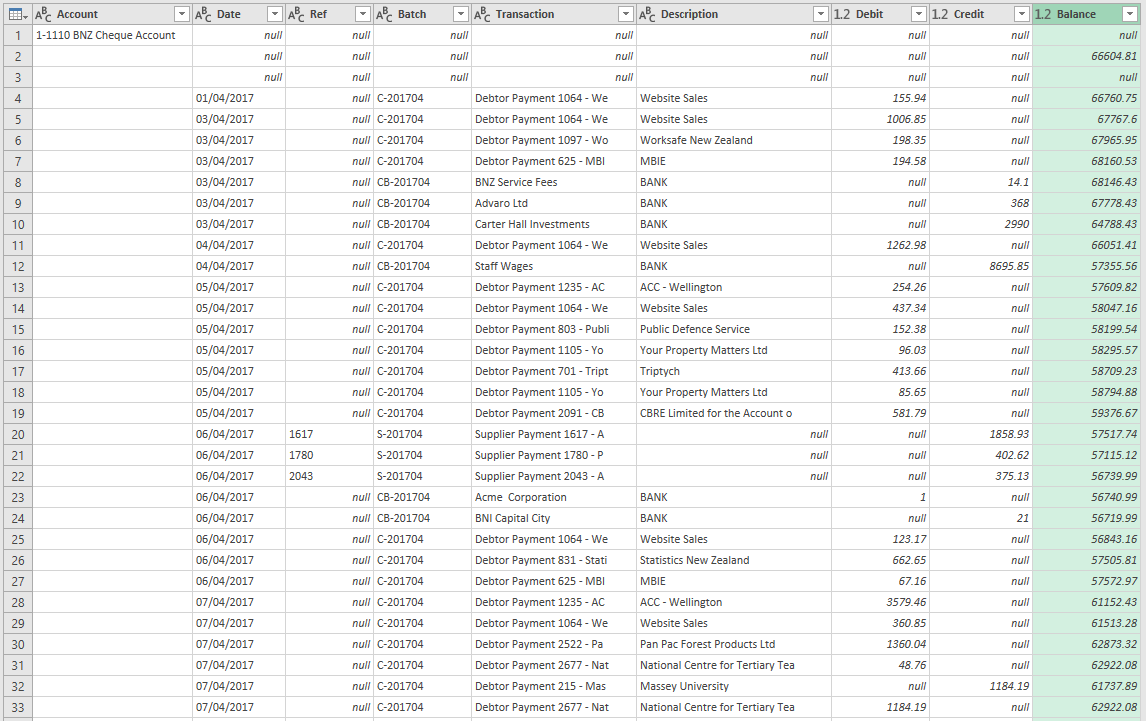 ABC Account ABC Date ABC Ref ABC Batch ABC Transaction ABC Description 1.2 Debit 1.2 Credit 1.2 Balance
1 1-1110 BNZ Cheque Account null null null null null null null null
2 null null null null null null null 66604.81
3 null null null null null null null null
4 01/04/2017 null C-201704 Debtor Payment 1064 - We Website Sales 155.94 null 66760.75
5 03/04/2017 null C-201704 Debtor Payment 1064 - We Website Sales 1006.85 null 67767.6
6 03/04/2017 null C-201704 Debtor Payment 1097 - Wo Worksafe New Zealand 198.35 null 67965.95
7 03/04/2017 null C-201704 Debtor Payment 625 - MBI MBIE 194.58 null 68160.53
8 03/04/2017 null CB-201704 BNZ Service Fees BANK null 14.1 68146.43
9 03/04/2017 null CB-201704 Advaro Ltd BANK null 368 67778.43
10 03/04/2017 null CB-201704 Carter Hall Investments BANK null 2990 64788.43
11 04/04/2017 null C-201704 Debtor Payment 1064 - We Website Sales 1262.98 null 66051.41
12 04/04/2017 null CB-201704 Staff Wages BANK null 8695.85 57355.56
13 05/04/2017 null C-201704 Debtor Payment 1235 - AC ACC - Wellington 254.26 null 57609.82
14 05/04/2017 null C-201704 Debtor Payment 1064 - We Website Sales 437.34 null 58047.16
15 05/04/2017 null C-201704 Debtor Payment 803 - Publi Public Defence Service 152.38 null 58199.54
16 05/04/2017 null C-201704 Debtor Payment 1105 - Yo Your Property Matters Ltd 96.03 null 58295.57
17 05/04/2017 null C-201704 Debtor Payment 701 - Tript Triptych 413.66 null 58709.23
18 05/04/2017 null C-201704 Debtor Payment 1105 - Yo Your Property Matters Ltd 85.65 null 58794.88
19 05/04/2017 null C-201704 Debtor Payment 2091 - CB CBRE Limited for the Account o 581.79 null 59376.67
20 06/04/2017 1617 S-201704 Supplier Payment 1617 - A null null 1858.93 57517.74
21 06/04/2017 1780 S-201704 Supplier Payment 1780 - P null null 402.62 57115.12
22 06/04/2017 2043 S-201704 Supplier Payment 2043 - A null null 375.13 56739.99
23 06/04/2017 null CB-201704 Acme  Corporation BANK 1 null 56740.99
24 06/04/2017 null CB-201704 BNI Capital City BANK null 21 56719.99
25 06/04/2017 null C-201704 Debtor Payment 1064 - We Website Sales 123.17 null 56843.16
26 06/04/2017 null C-201704 Debtor Payment 831 - Stati Statistics New Zealand 662.65 null 57505.81
27 06/04/2017 null C-201704 Debtor Payment 625 - MBI MBIE 67.16 null 57572.97
28 07/04/2017 null C-201704 Debtor Payment 1235 - AC ACC - Wellington 3579.46 null 61152.43
29 07/04/2017 null C-201704 Debtor Payment 1064 - We Website Sales 360.85 null 61513.28
30 07/04/2017 null C-201704 Debtor Payment 2522 - Pa Pan Pac Forest Products Ltd 1360.04 null 62873.32
31 07/04/2017 null C-201704 Debtor Payment 2677 - Nat National Centre for Tertiary Tea 48.76 null 62922.08
32 07/04/2017 null C-201704 Debtor Payment 215 - Mas Massey University null 1184.19 61737.89
33 07/04/2017 null C-201704 Debtor Payment 2677 - Nat National Centre for Tertiary Tea 1184.19 null 62922.08